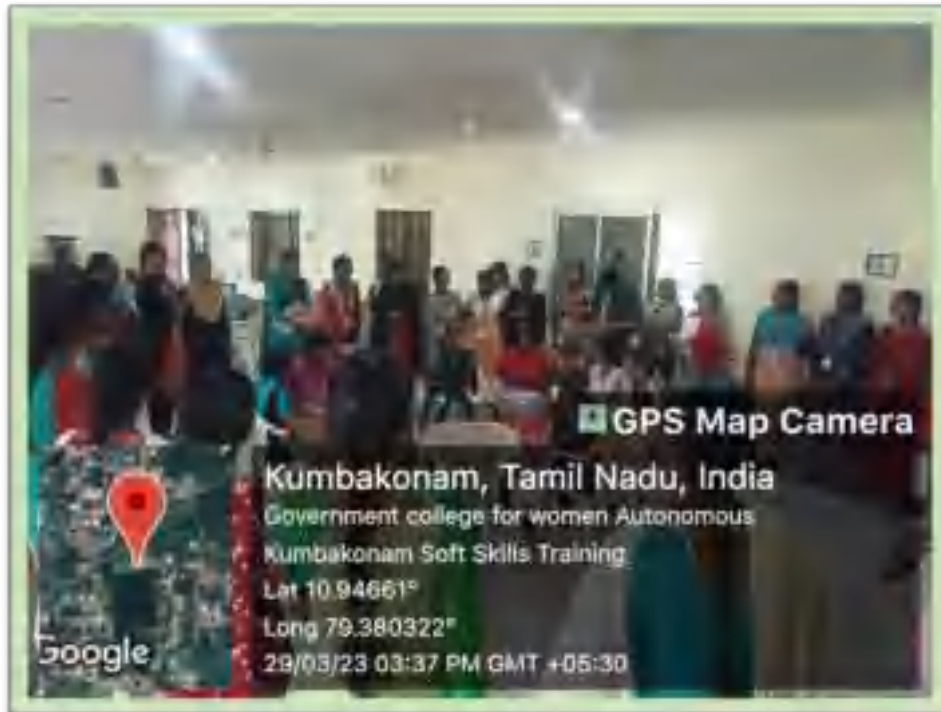 GPS Map Camera
Kumbakonam, Tamil Nadu, India
Government college for women Autonomous
Kumbakonam Soft Skills Training
Lat 10.94661°
Long 79.380322°
29/03/23 03:37 PM GMT +05:30
Google